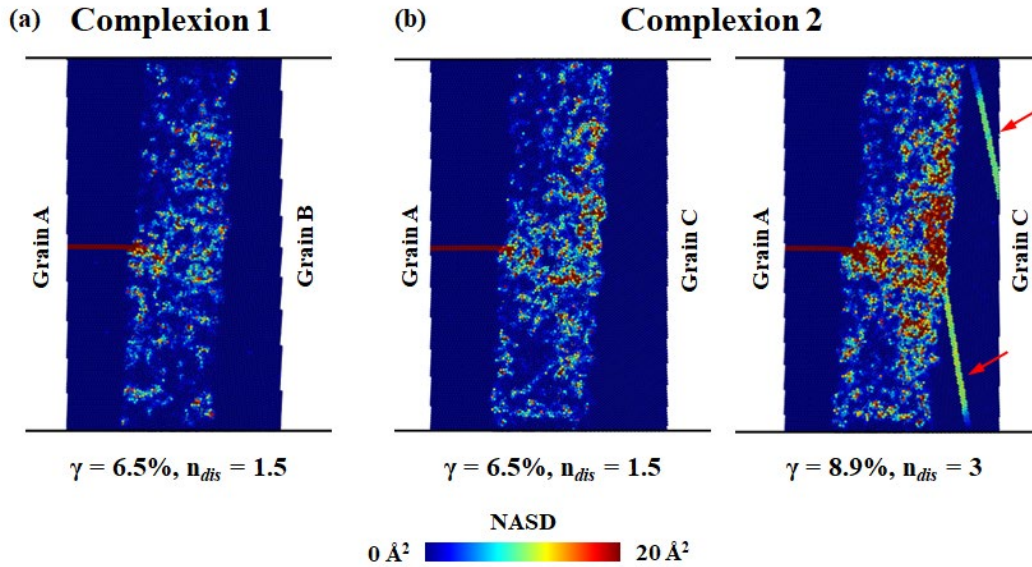 (a) Complexion 1
(b) Complexion 2
Grain A
Grain B
Grain A
Grain C
Grain A
Grain C
γ = 6.5%, n_dis = 1.5
γ = 6.5%, n_dis = 1.5
γ = 8.9%, n_dis = 3
NASD
0 Å²
20 Å²